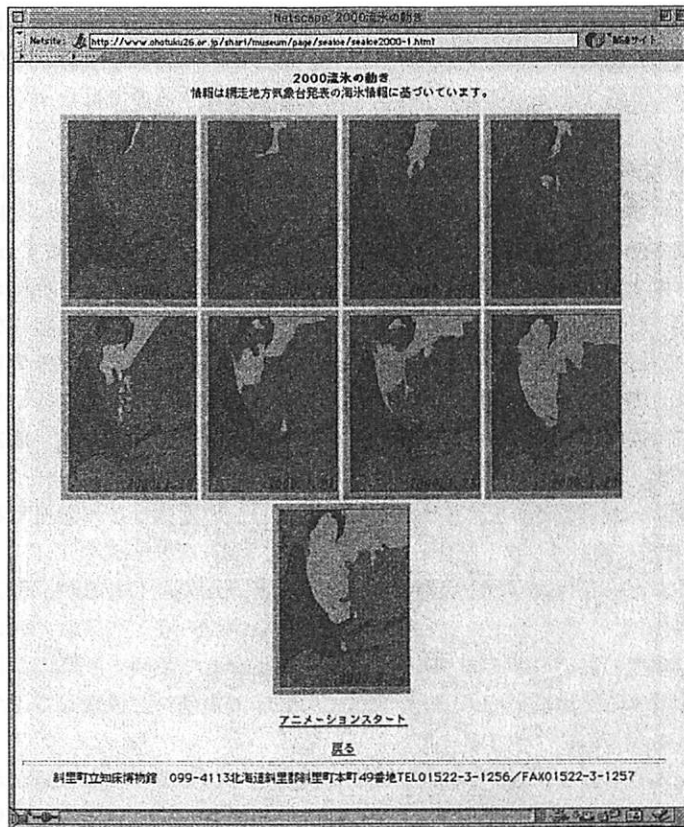 Netscape: 2000流氷の動き
Netsite: http://www.ohotuku26.or.jp/shari/museum/page/seaice/seaice2000-1.html
2000流氷の動き
情報は網走地方気象台発表の海氷情報に基づいています。
アニメーションスタート
戻る
斜里町立知床博物館 099-4113北海道斜里郡斜里町本町49番地TEL01522-3-1256/FAX01522-3-1257